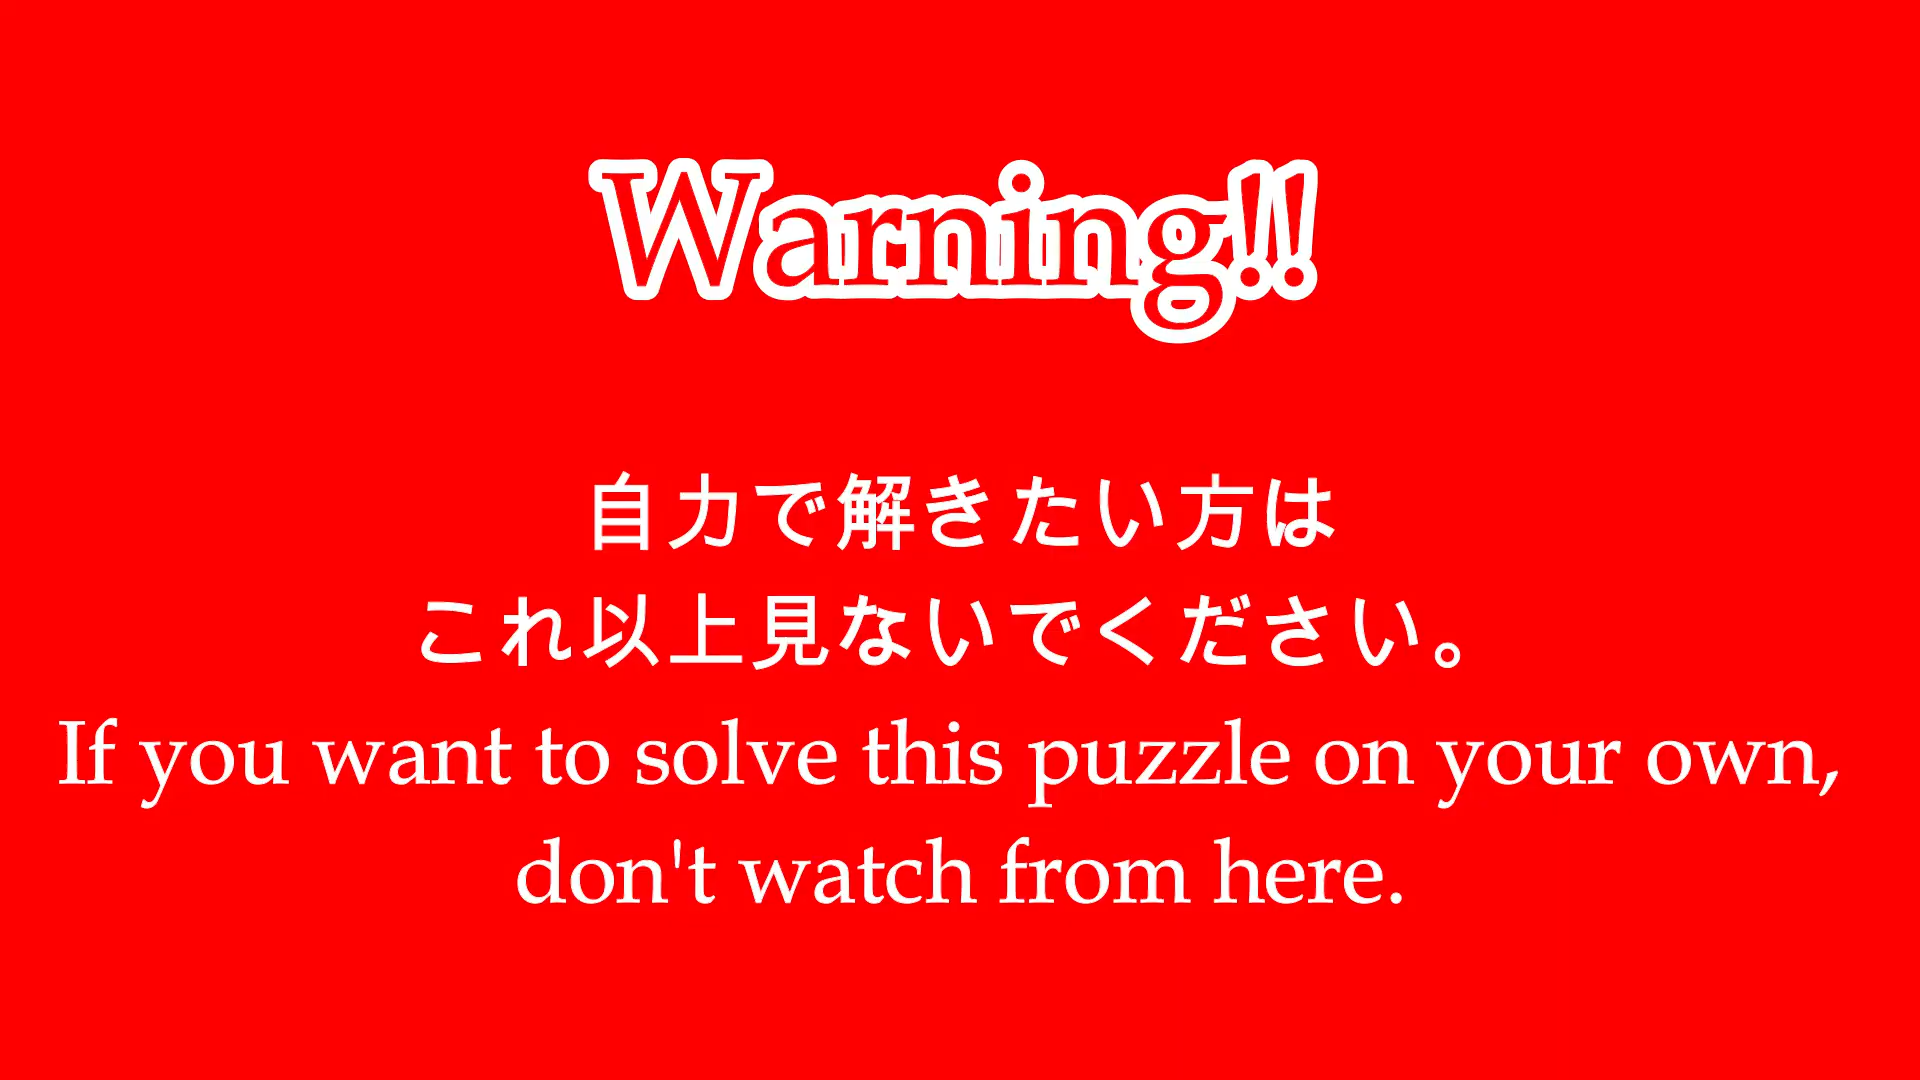 Warning!!
自力で解きたい方は
これ以上見ないでください。
If you want to solve this puzzle on your own,
don't watch from here.